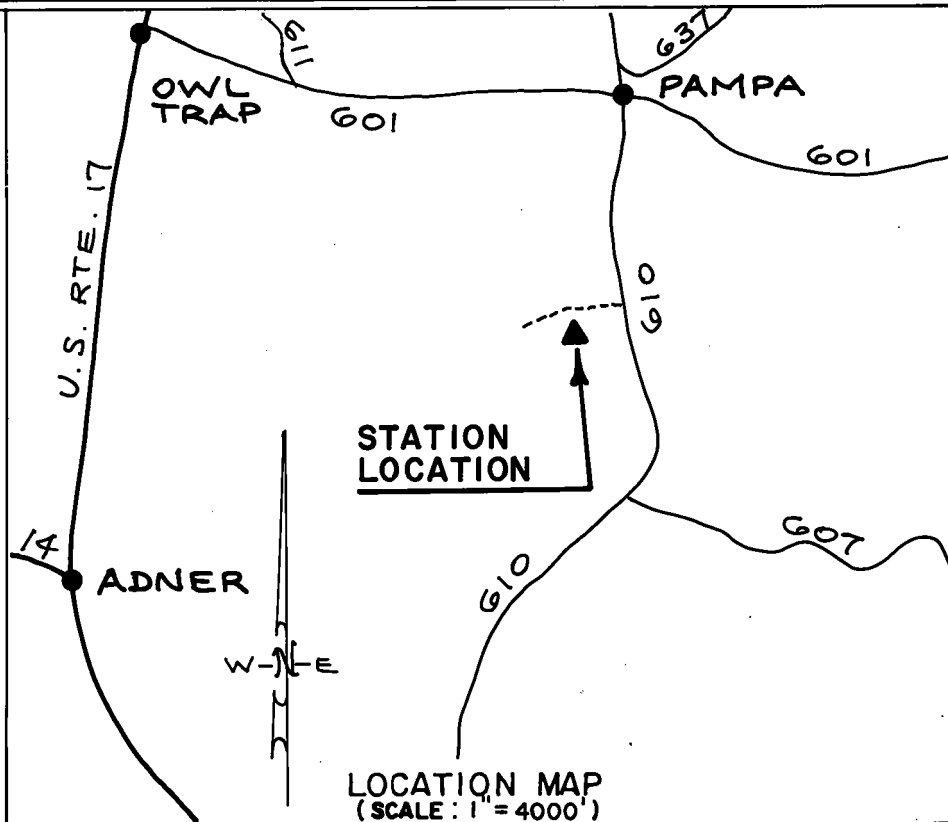 611
637
OWL
TRAP
PAMPA
601
601
U.S. RTE. 17
610
STATION
LOCATION
14
607
ADNER
610
W-N-E
LOCATION MAP
(SCALE: 1" = 4000')